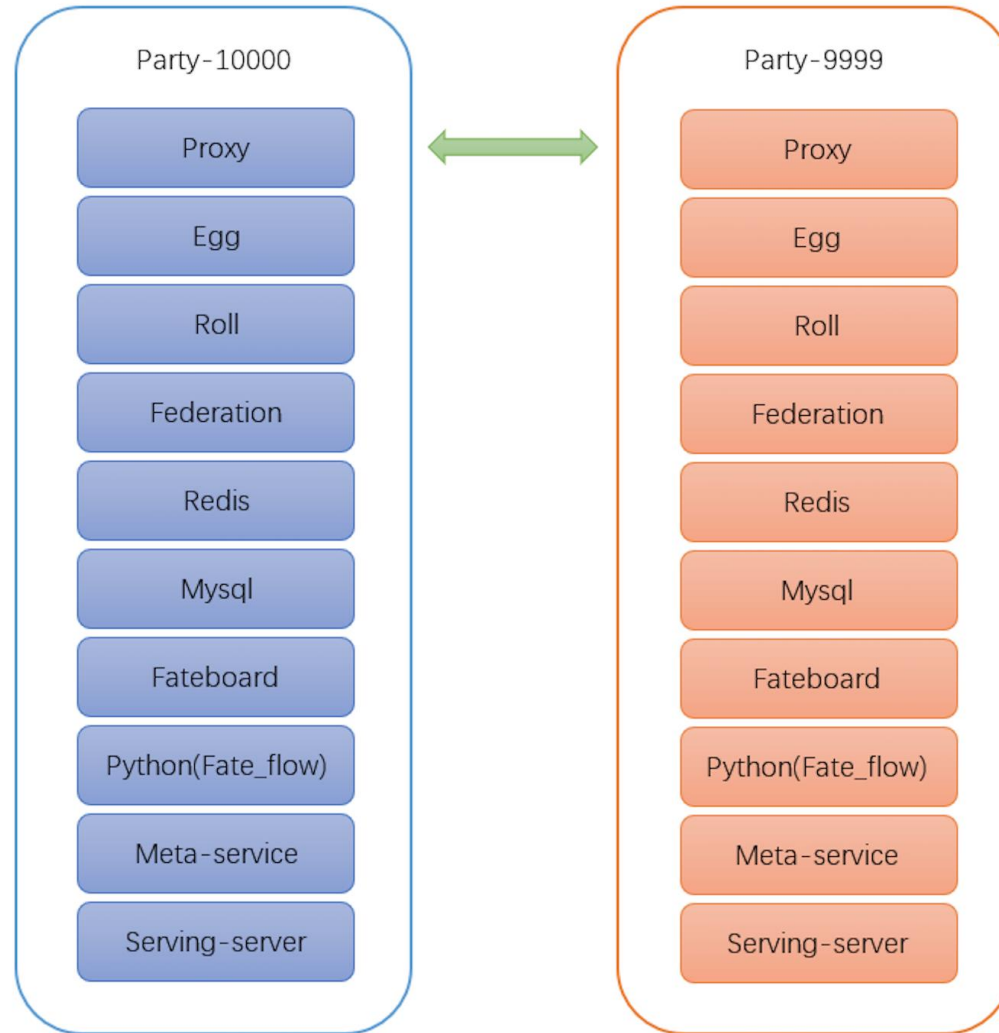 Party-10000
Proxy
Egg
Roll
Federation
Redis
Mysql
Fateboard
Python(Fate_flow)
Meta-service
Serving-server
Party-9999
Proxy
Egg
Roll
Federation
Redis
Mysql
Fateboard
Python(Fate_flow)
Meta-service
Serving-server